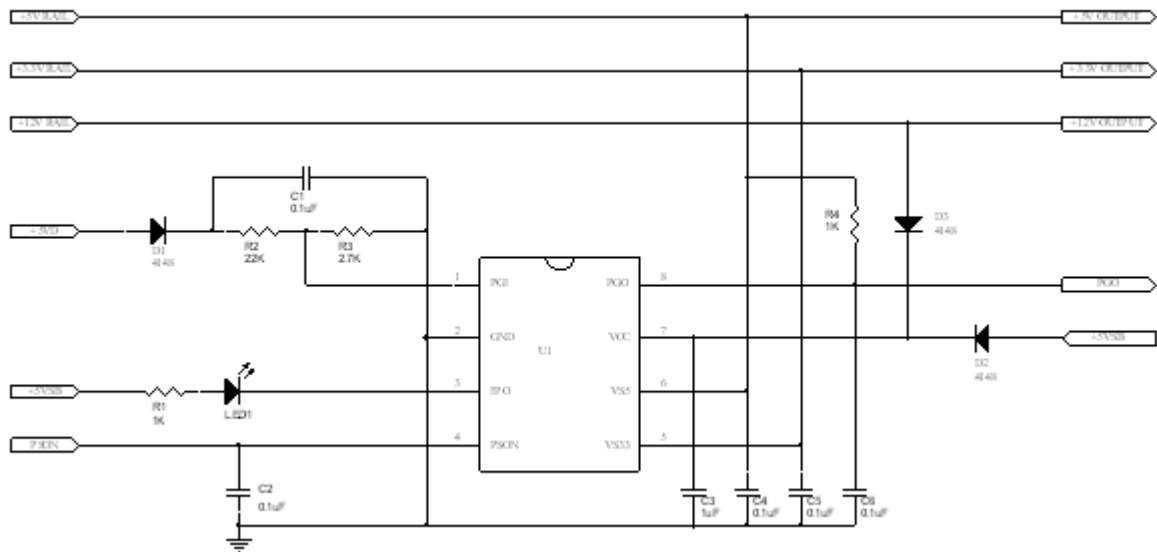 +5V RAIL
+5V OUTPUT
+3.3V RAIL
+3.3V OUTPUT
+12V RAIL
+12V OUTPUT
C1
0.1uF
R4
1K
D3
4148
D1
4148
R2
22K
R3
2.7K
1
PGI
PGO
8
PGO
2
GND
U1
VCC
7
+5VSB
D2
4148
+5VSB
R1
1K
LED1
3
FPO
VS5
6
PSON
4
PSON
VS33
5
C2
0.1uF
C3
1uF
C4
0.1uF
C5
0.1uF
C6
0.1uF